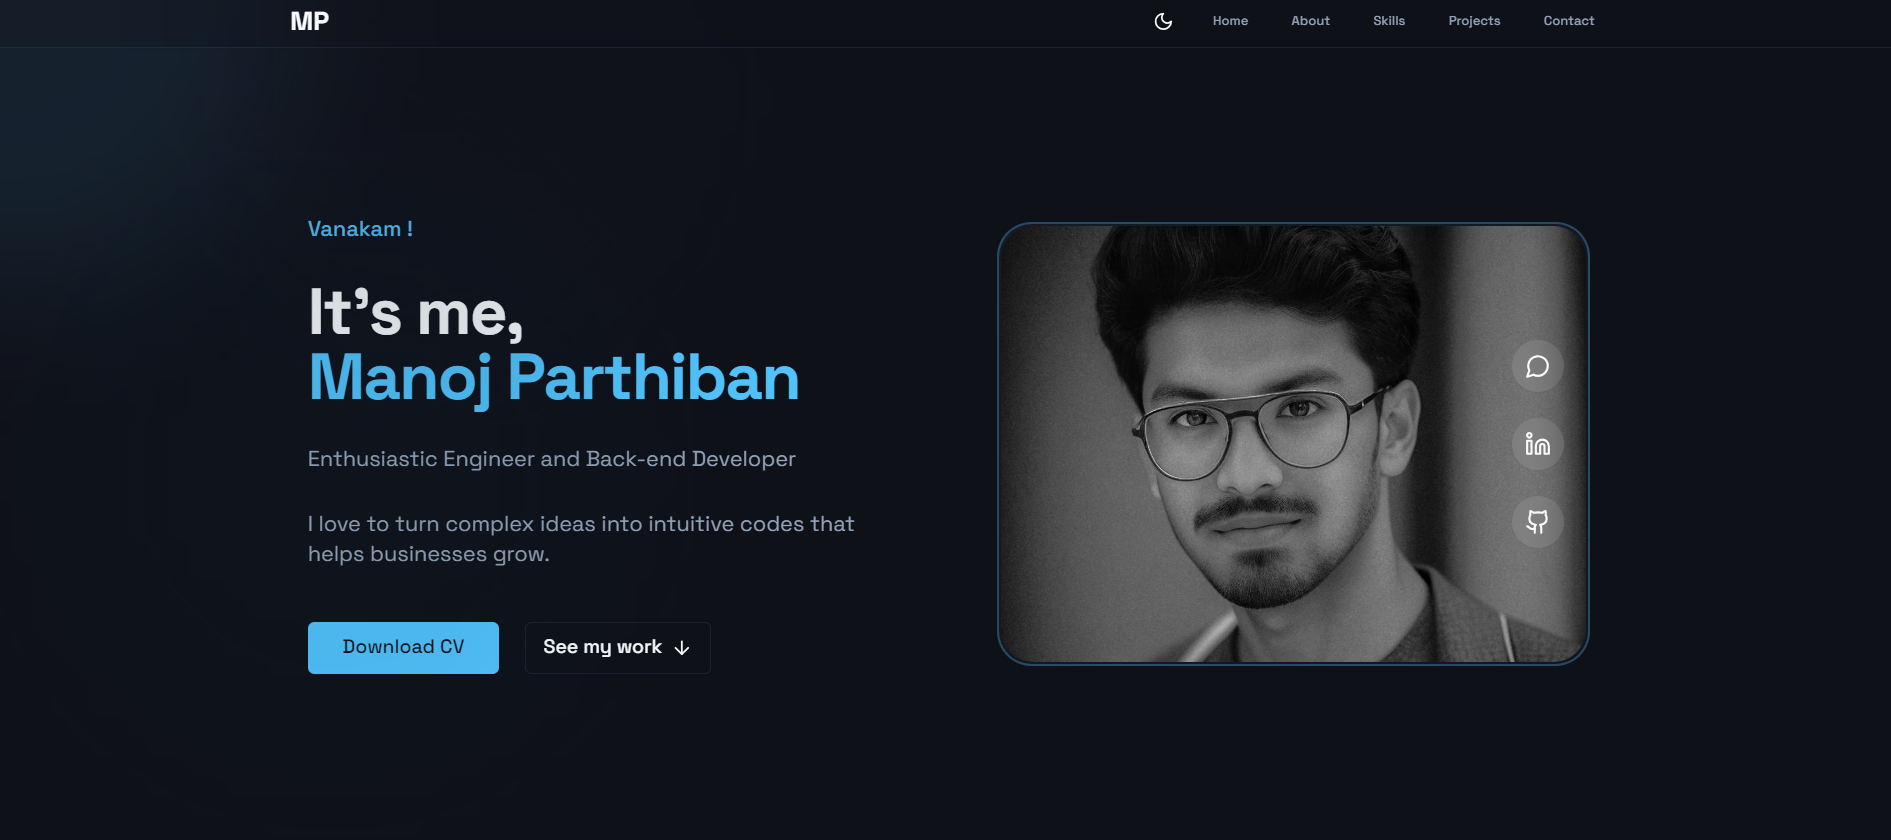 MP
Home About Skills Projects Contact
Vanakam !
It's me,
Manoj Parthiban
Enthusiastic Engineer and Back-end Developer
I love to turn complex ideas into intuitive codes that
helps businesses grow.
Download CV
See my work
in